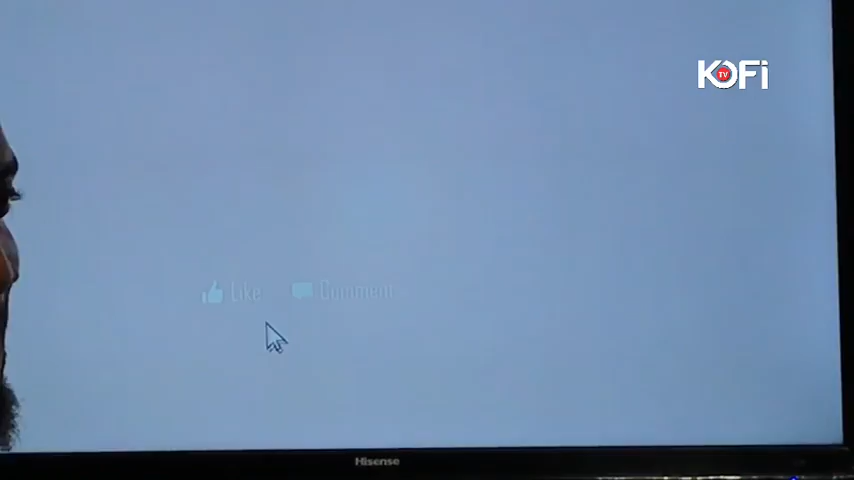 KOFi
TV
Like
Comment
Hisense